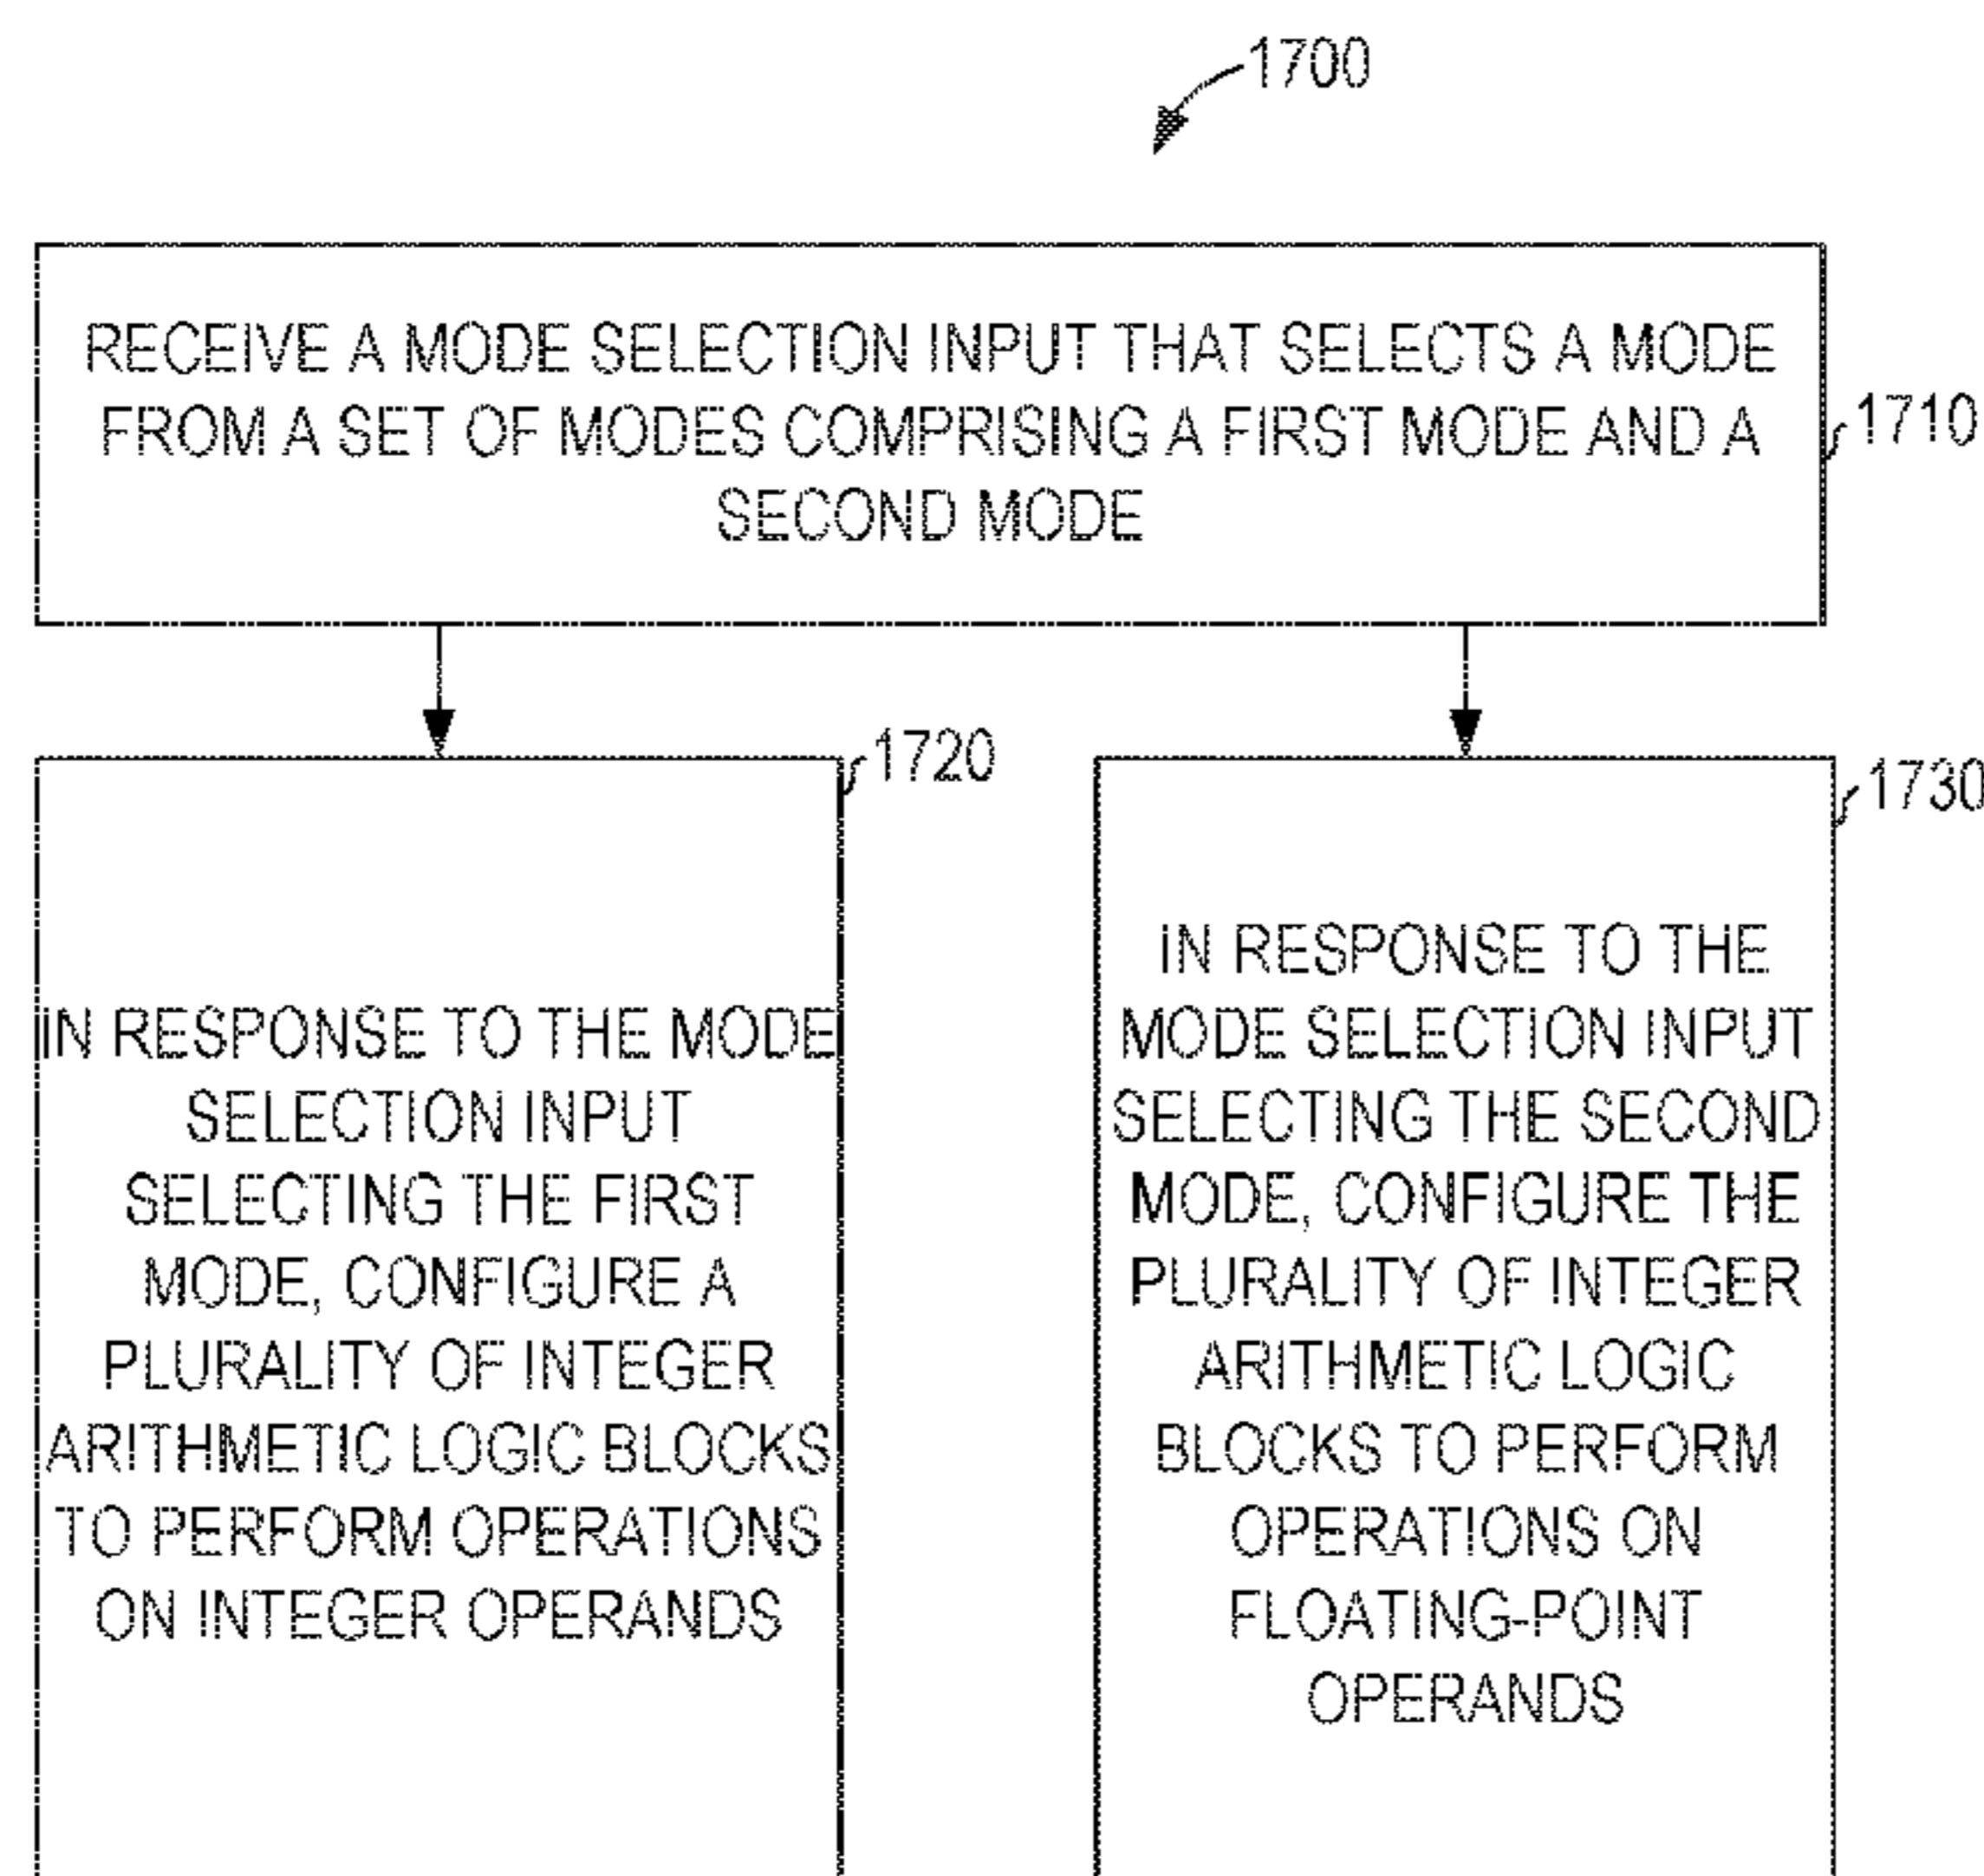 1700
RECEIVE A MODE SELECTION INPUT THAT SELECTS A MODE
FROM A SET OF MODES COMPRISING A FIRST MODE AND A
SECOND MODE
1710
1720
IN RESPONSE TO THE MODE
SELECTION INPUT
SELECTING THE FIRST
MODE, CONFIGURE A
PLURALITY OF INTEGER
ARITHMETIC LOGIC BLOCKS
TO PERFORM OPERATIONS
ON INTEGER OPERANDS
1730
IN RESPONSE TO THE
MODE SELECTION INPUT
SELECTING THE SECOND
MODE, CONFIGURE THE
PLURALITY OF INTEGER
ARITHMETIC LOGIC
BLOCKS TO PERFORM
OPERATIONS ON
FLOATING-POINT
OPERANDS